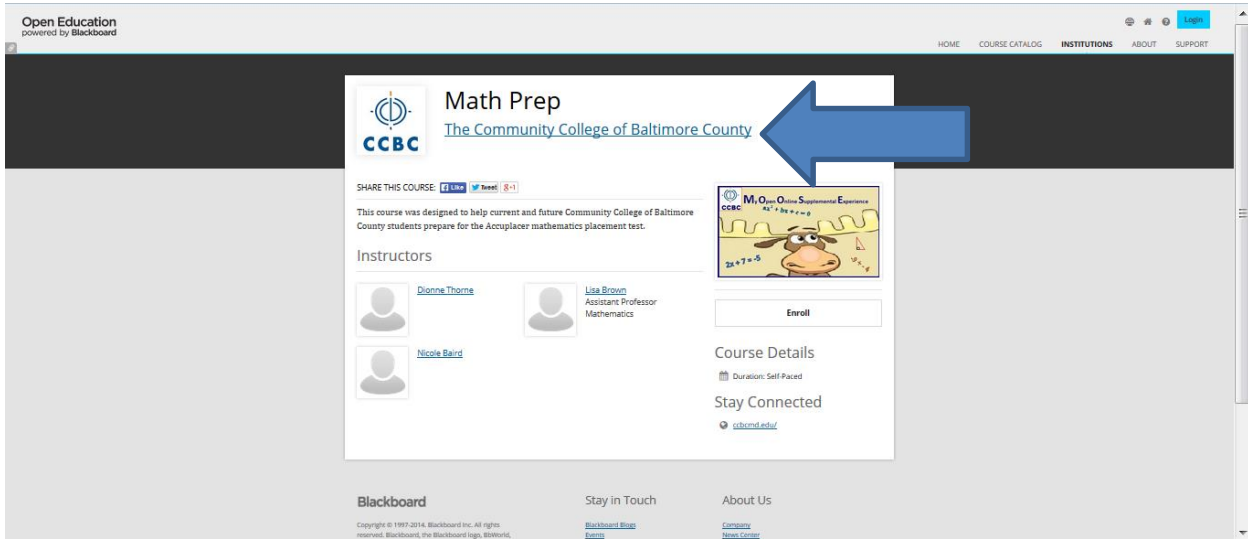 Open Education
powered by Blackboard
Login
HOME COURSE CATALOG INSTITUTIONS ABOUT SUPPORT
CCBC
Math Prep
The Community College of Baltimore County
SHARE THIS COURSE: Like Tweet g+1
This course was designed to help current and future Community College of Baltimore
County students prepare for the Accuplacer mathematics placement test.
Instructors
Dionne Thorne
Lisa Brown
Assistant Professor
Mathematics
Nicole Baird
CCBC
My Open Online Supplemental Experience
ax² + bx + c = 0
2x + 7 = -5
Enroll
Course Details
Duration: Self-Paced
Stay Connected
ccbcmd.edu/
Blackboard
Copyright © 1997-2014. Blackboard Inc. All rights
reserved. Blackboard, the Blackboard logo, BbWorld,
Stay in Touch
Blackboard Blogs
Events
About Us
Company
News Center